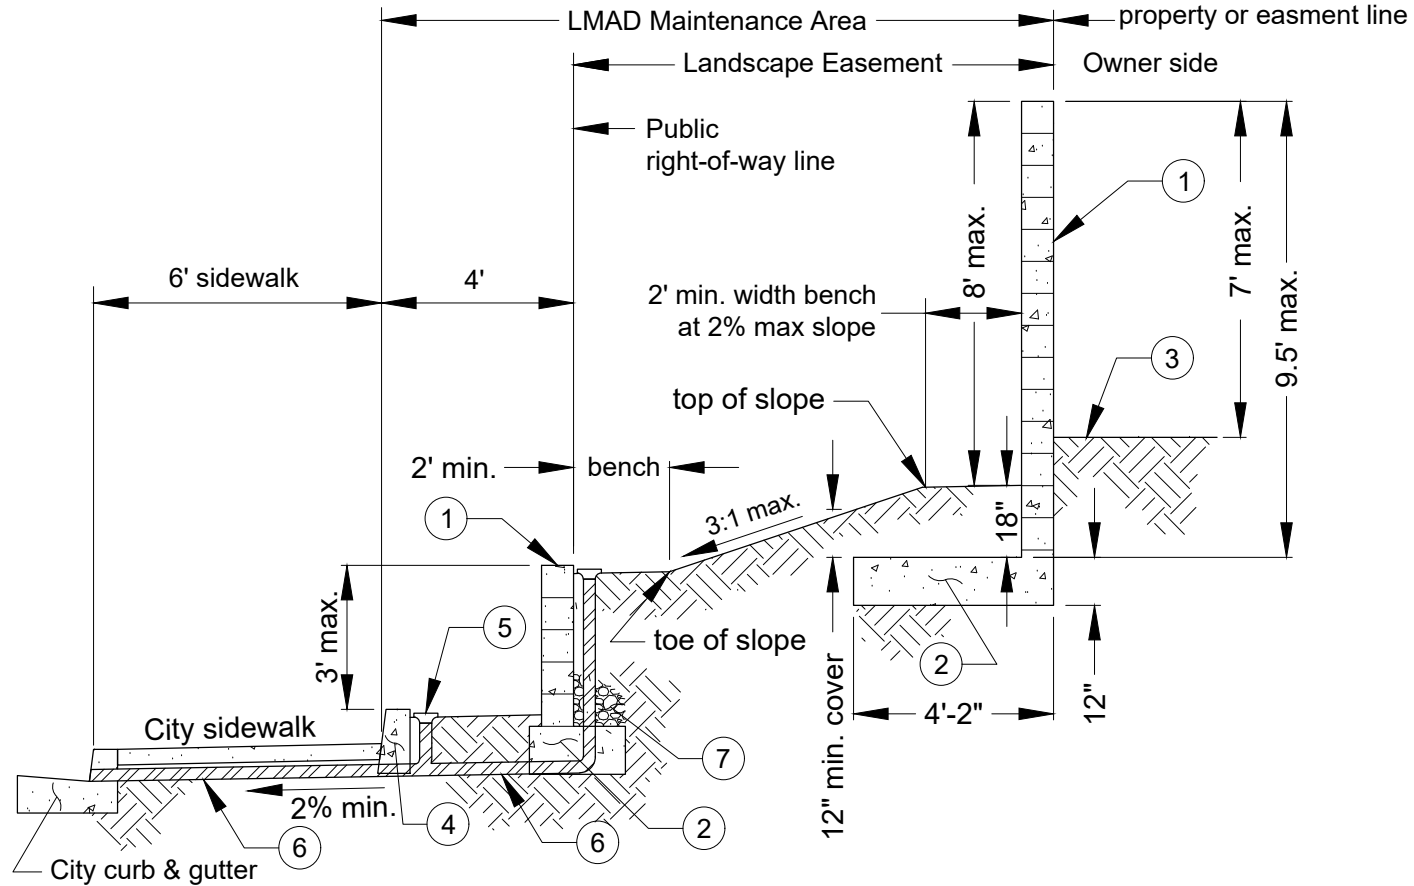 LMAD Maintenance Area
property or easment line
Landscape Easement
Owner side
Public
right-of-way line
1
6' sidewalk
4'
2' min. width bench
at 2% max slope
8' max.
7' max.
9.5' max.
3
top of slope
2' min.
bench
1
3:1 max.
18"
3' max.
5
toe of slope
2
12" min. cover
4'-2"
12"
City sidewalk
7
2% min.
4
2
6
6
City curb & gutter